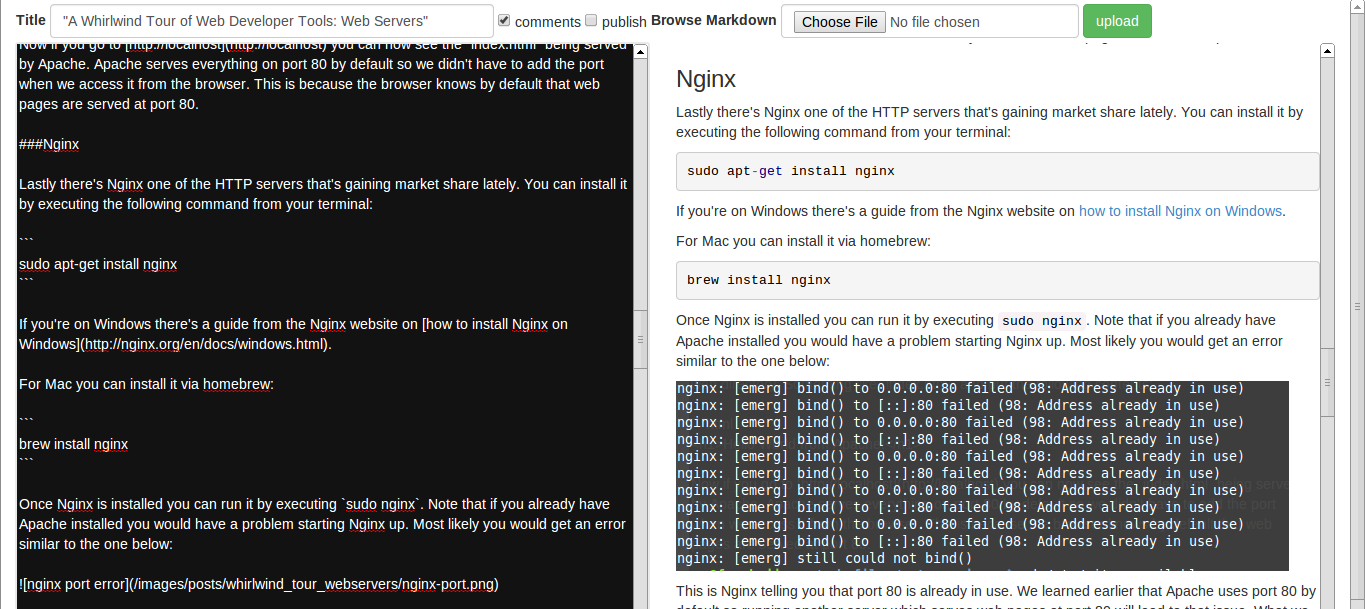 Title "A Whirlwind Tour of Web Developer Tools: Web Servers" comments publish Browse Markdown Choose File No file chosen upload
Now if you go to [http://localhost](http://localhost) you can now see the `index.html` being served
by Apache. Apache serves everything on port 80 by default so we didn't have to add the port
when we access it from the browser. This is because the browser knows by default that web
pages are served at port 80.
###Nginx
Lastly there's Nginx one of the HTTP servers that's gaining market share lately. You can install it
by executing the following command from your terminal:
```
sudo apt-get install nginx
```
If you're on Windows there's a guide from the Nginx website on [how to install Nginx on
Windows](http://nginx.org/en/docs/windows.html).
For Mac you can install it via homebrew:
```
brew install nginx
```
Once Nginx is installed you can run it by executing `sudo nginx`. Note that if you already have
Apache installed you would have a problem starting Nginx up. Most likely you would get an error
similar to the one below:
![nginx port error](/images/posts/whirlwind_tour_webservers/nginx-port.png)
Nginx
Lastly there's Nginx one of the HTTP servers that's gaining market share lately. You can install it by
executing the following command from your terminal:
sudo apt-get install nginx
If you're on Windows there's a guide from the Nginx website on how to install Nginx on Windows.
For Mac you can install it via homebrew:
brew install nginx
Once Nginx is installed you can run it by executing sudo nginx. Note that if you already have
Apache installed you would have a problem starting Nginx up. Most likely you would get an error
similar to the one below:
nginx: [emerg] bind() to 0.0.0.0:80 failed (98: Address already in use)
nginx: [emerg] bind() to [::]:80 failed (98: Address already in use)
nginx: [emerg] bind() to 0.0.0.0:80 failed (98: Address already in use)
nginx: [emerg] bind() to [::]:80 failed (98: Address already in use)
nginx: [emerg] bind() to 0.0.0.0:80 failed (98: Address already in use)
nginx: [emerg] bind() to [::]:80 failed (98: Address already in use)
nginx: [emerg] bind() to 0.0.0.0:80 failed (98: Address already in use)
nginx: [emerg] bind() to [::]:80 failed (98: Address already in use)
nginx: [emerg] bind() to 0.0.0.0:80 failed (98: Address already in use)
nginx: [emerg] bind() to [::]:80 failed (98: Address already in use)
nginx: [emerg] still could not bind()
This is Nginx telling you that port 80 is already in use. We learned earlier that Apache uses port 80 by
default so running another server which serves web pages at port 80 will lead to that issue. What we